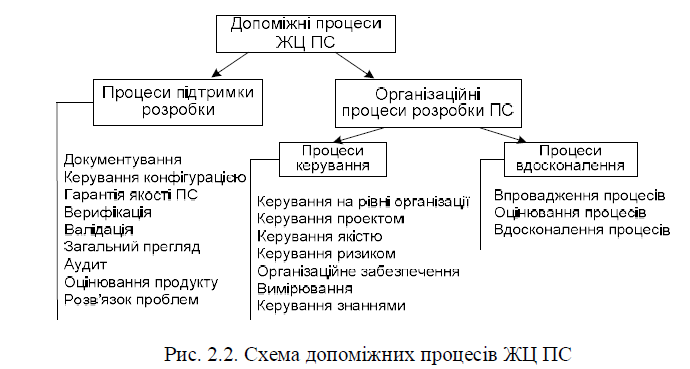 Допоміжні процеси
ЖЦ ПС
Процеси підтримки
розробки
Організаційні
процеси розробки ПС
Процеси
керування
Процеси
вдосконалення
Документування
Керування конфігурацією
Гарантія якості ПС
Верифікація
Валідація
Загальний прегляд
Аудит
Оцінювання продукту
Розв'язок проблем
Керування на рівні організації
Керування проектом
Керування якістю
Керування ризиком
Організаційне забезпечення
Вимірювання
Керування знаннями
Впровадження процесів
Оцінювання процесів
Вдосконалення процесів
Рис. 2.2. Схема допоміжних процесів ЖЦ ПС